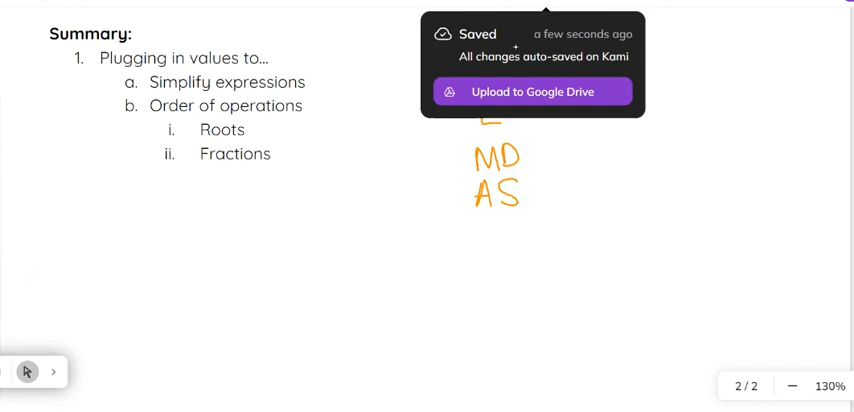 Summary:
1. Plugging in values to...
a. Simplify expressions
b. Order of operations
i. Roots
ii. Fractions
Saved a few seconds ago
All changes auto-saved on Kami
Upload to Google Drive
MD
AS
2 / 2 — 130%